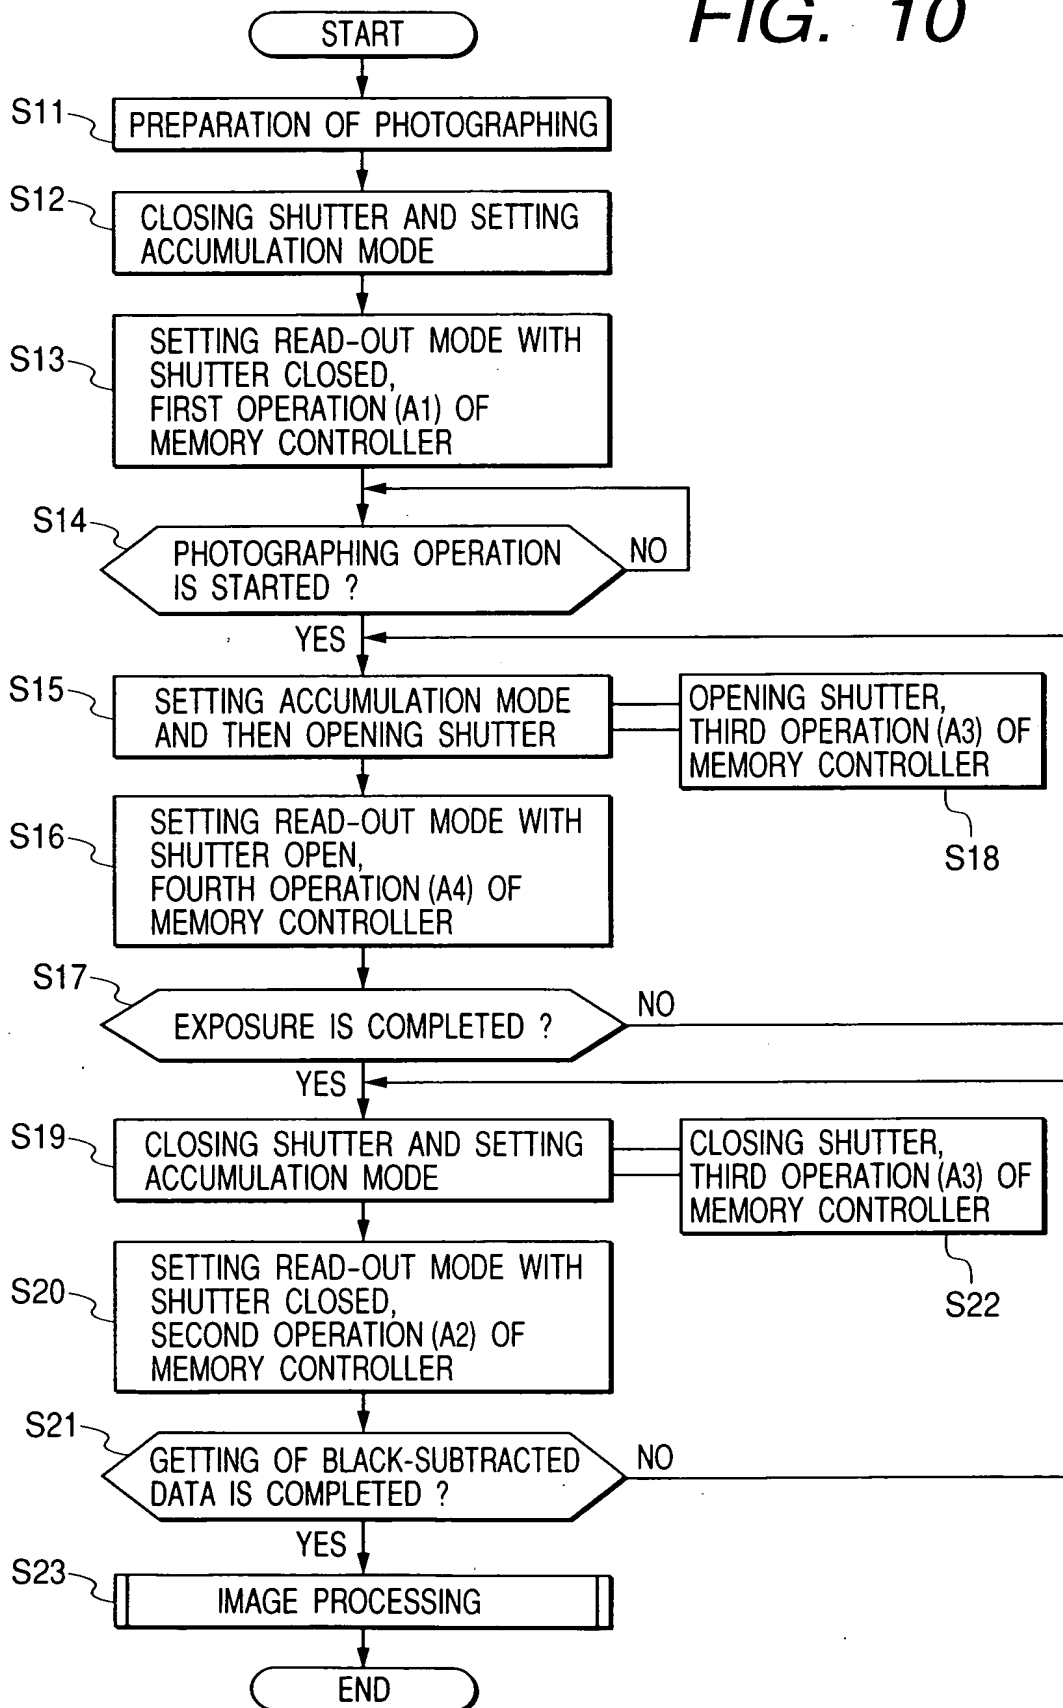 FIG. 10
START
S11
PREPARATION OF PHOTOGRAPHING
S12
CLOSING SHUTTER AND SETTING
ACCUMULATION MODE
S13
SETTING READ-OUT MODE WITH
SHUTTER CLOSED,
FIRST OPERATION (A1) OF
MEMORY CONTROLLER
S14
PHOTOGRAPHING OPERATION
IS STARTED ?
NO
YES
S15
SETTING ACCUMULATION MODE
AND THEN OPENING SHUTTER
OPENING SHUTTER,
THIRD OPERATION (A3) OF
MEMORY CONTROLLER
S18
S16
SETTING READ-OUT MODE WITH
SHUTTER OPEN,
FOURTH OPERATION (A4) OF
MEMORY CONTROLLER
S17
EXPOSURE IS COMPLETED ?
NO
YES
S19
CLOSING SHUTTER AND SETTING
ACCUMULATION MODE
CLOSING SHUTTER,
THIRD OPERATION (A3) OF
MEMORY CONTROLLER
S22
S20
SETTING READ-OUT MODE WITH
SHUTTER CLOSED,
SECOND OPERATION (A2) OF
MEMORY CONTROLLER
S21
GETTING OF BLACK-SUBTRACTED
DATA IS COMPLETED ?
NO
YES
S23
IMAGE PROCESSING
END